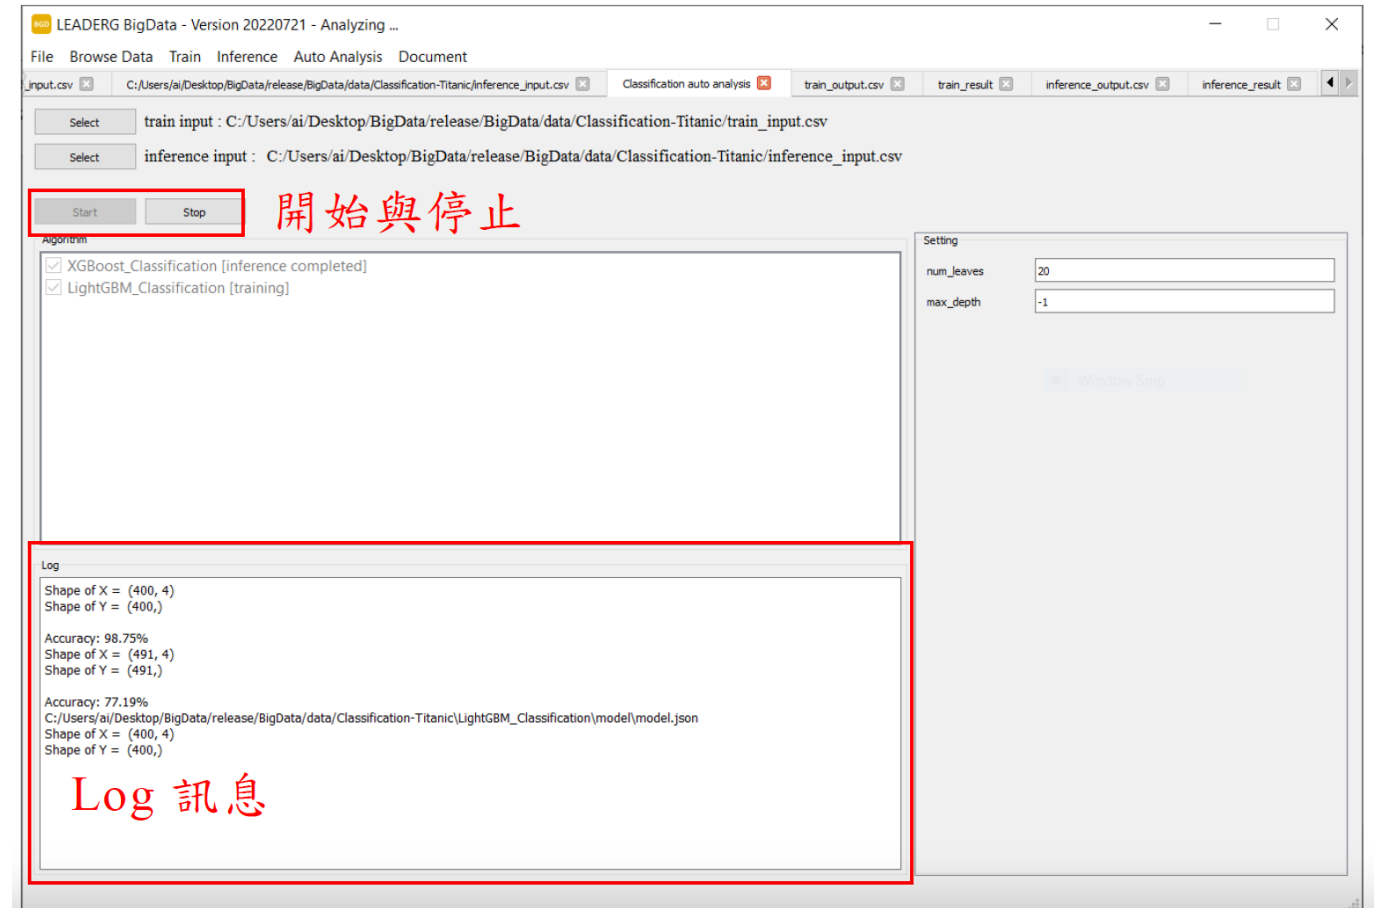 BGD LEADERG BigData - Version 20220721 - Analyzing ...
File Browse Data Train Inference Auto Analysis Document
_input.csv C:/Users/ai/Desktop/BigData/release/BigData/data/Classification-Titanic/inference_input.csv Classification auto analysis train_output.csv train_result inference_output.csv inference_result
Select train input : C:/Users/ai/Desktop/BigData/release/BigData/data/Classification-Titanic/train_input.csv
Select inference input : C:/Users/ai/Desktop/BigData/release/BigData/data/Classification-Titanic/inference_input.csv
Start Stop 開始與停止
Algorithm
XGBoost_Classification [inference completed]
LightGBM_Classification [training]
Setting
num_leaves 20
max_depth -1
Window Snip
Log
Shape of X = (400, 4)
Shape of Y = (400,)
Accuracy: 98.75%
Shape of X = (491, 4)
Shape of Y = (491,)
Accuracy: 77.19%
C:/Users/ai/Desktop/BigData/release/BigData/data/Classification-Titanic\LightGBM_Classification\model\model.json
Shape of X = (400, 4)
Shape of Y = (400,)
Log 訊息